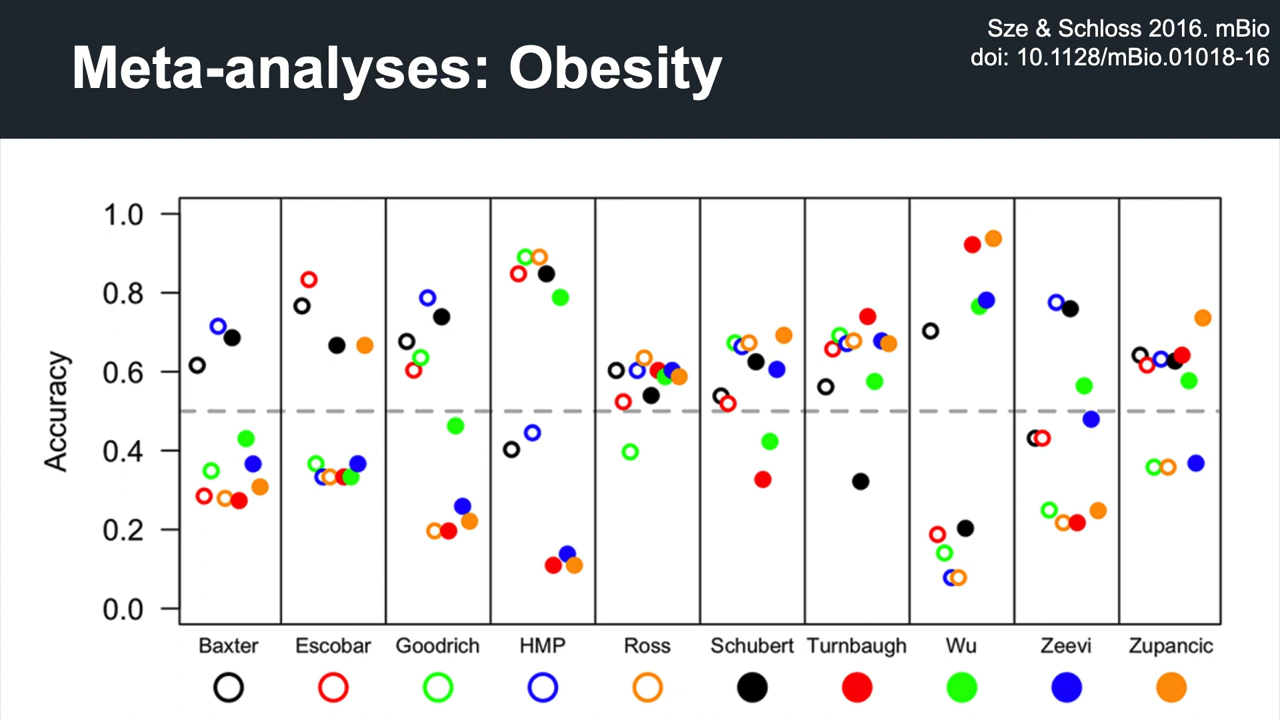 Sze & Schloss 2016. mBio
doi: 10.1128/mBio.01018-16
Meta-analyses: Obesity
Accuracy
1.0
0.8
0.6
0.4
0.2
0.0
Baxter Escobar Goodrich HMP Ross Schubert Turnbaugh Wu Zeevi Zupancic